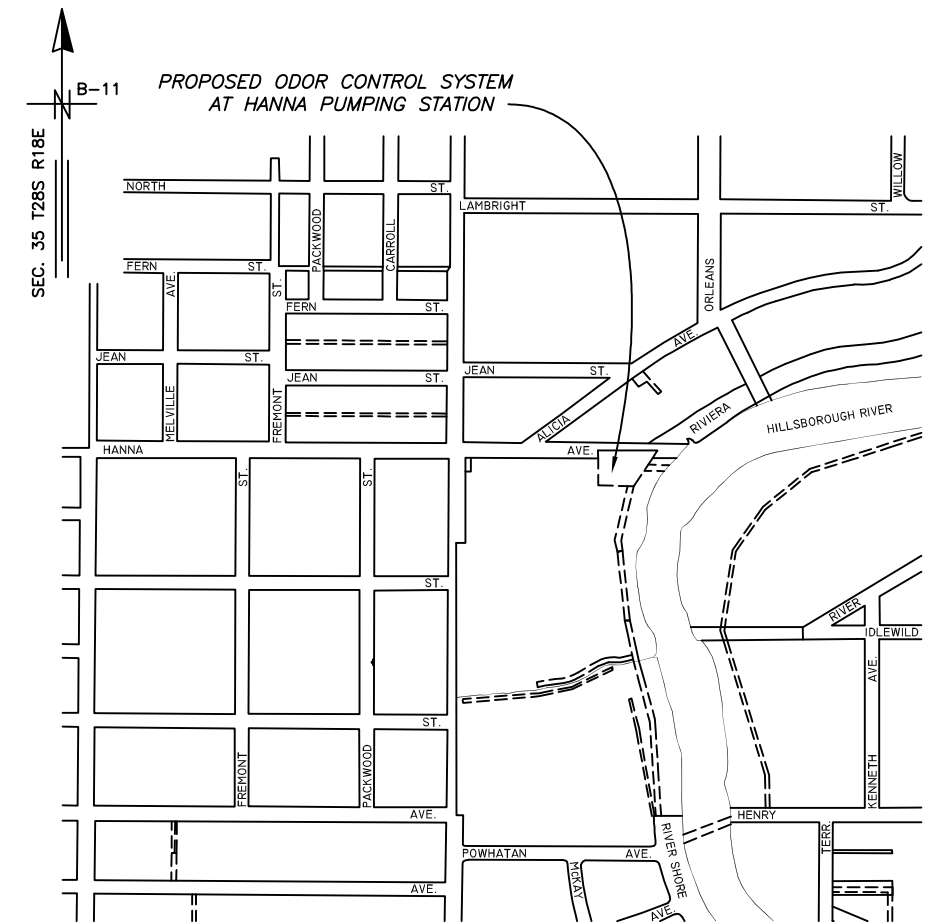 B-11
PROPOSED ODOR CONTROL SYSTEM
AT HANNA PUMPING STATION
SEC. 35 T28S R18E
NORTH
ST.
LAMBRIGHT
ST.
WILLOW
PACKWOOD
CARROLL
ORLEANS
FERN
ST.
AVE.
ST.
FERN
ST.
AVE.
JEAN
ST.
JEAN
ST.
JEAN
ST.
MELVILLE
FREMONT
ALICIA
RIVIERA
HILLSBOROUGH RIVER
HANNA
AVE.
ST.
ST.
ST.
RIVER
IDLEWILD
AVE.
ST.
FREMONT
PACKWOOD
KENNETH
AVE.
HENRY
TERR.
RIVER SHORE
POWHATAN
AVE.
McKAY
AVE.
AVE.